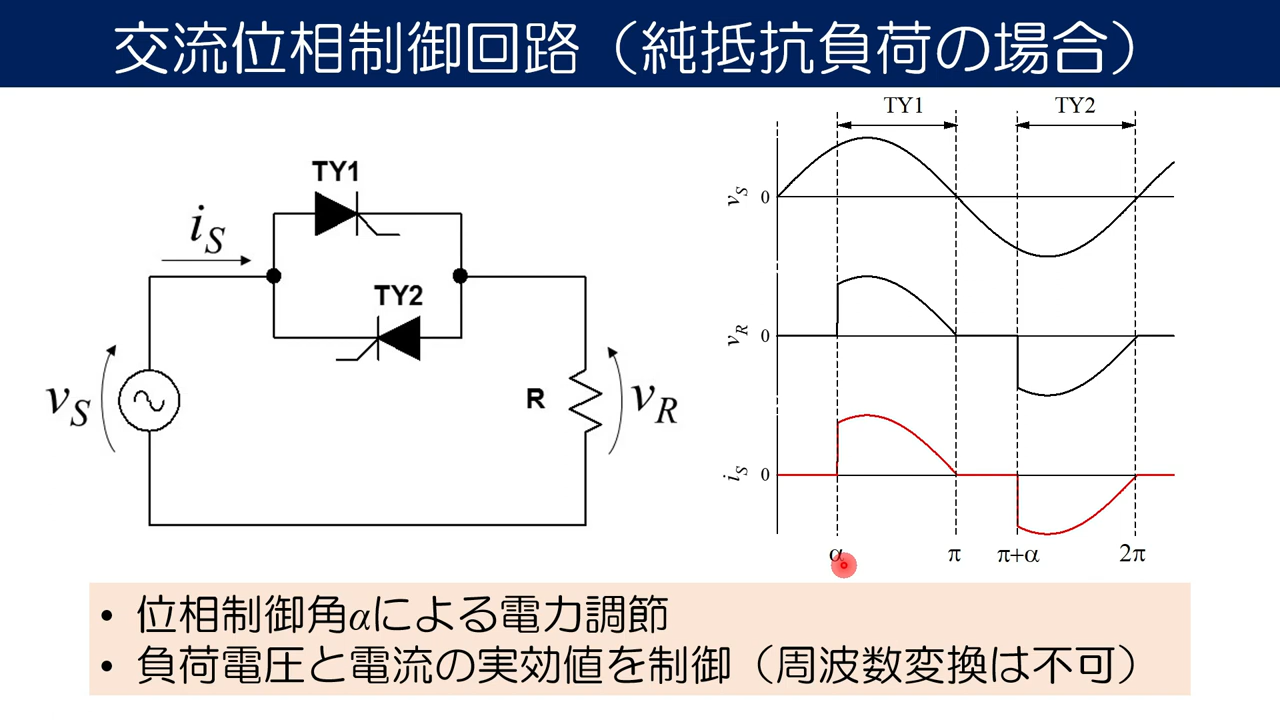 交流位相制御回路（純抵抗負荷の場合）
TY1
iS
TY2
vS
R
vR
TY1
TY2
vS 0
vR 0
iS 0
α π π+α 2π
• 位相制御角αによる電力調節
• 負荷電圧と電流の実効値を制御（周波数変換は不可）